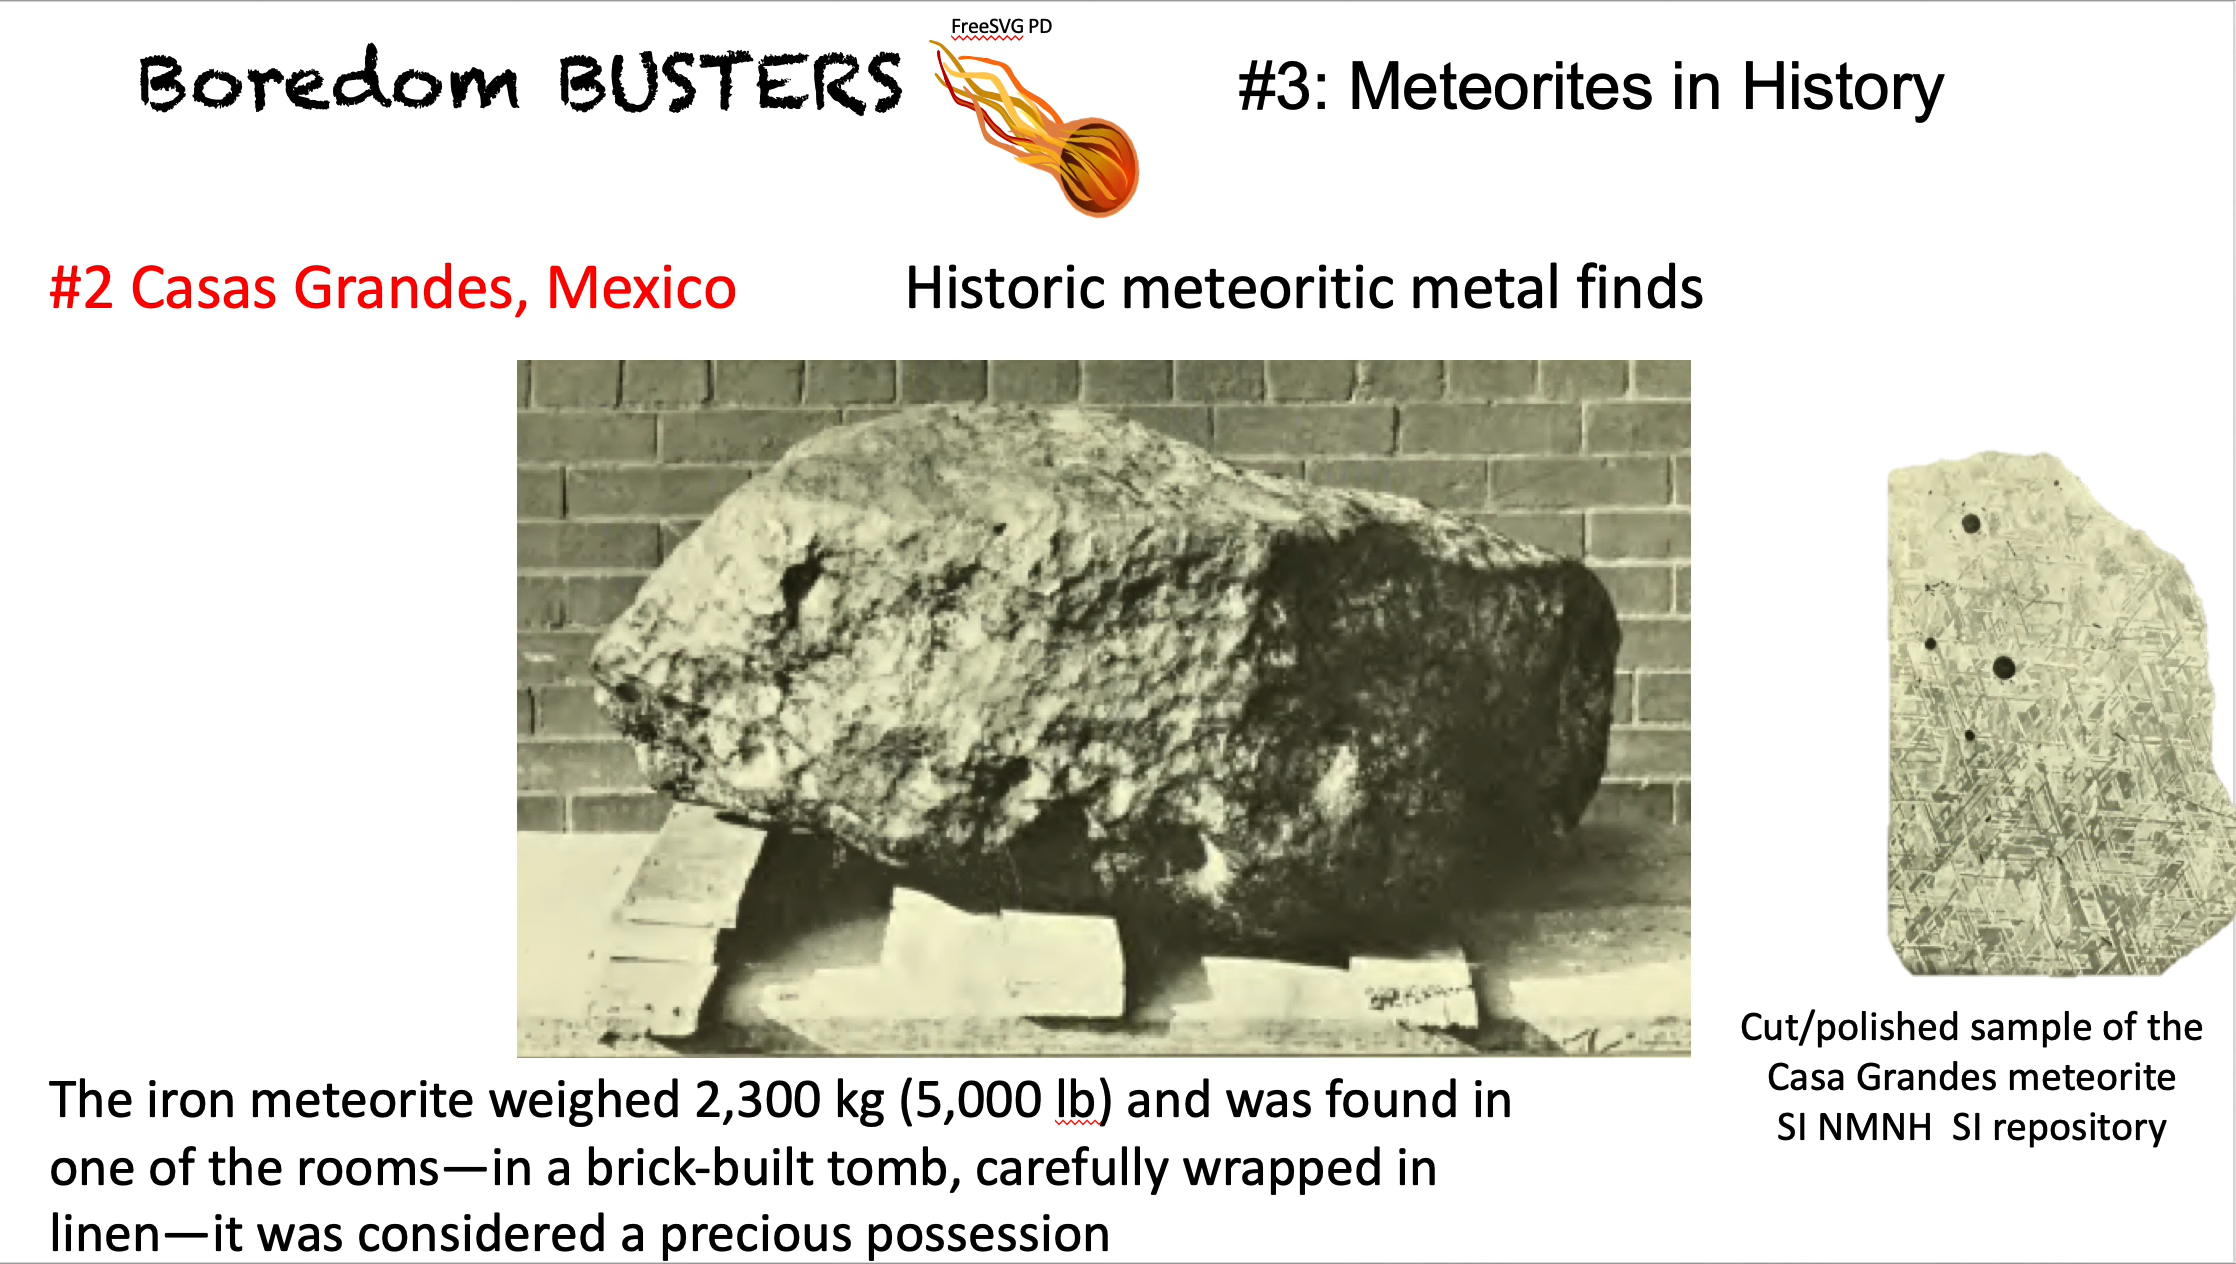 FreeSVG PD
Boredom BUSTERS
#3: Meteorites in History
#2 Casas Grandes, Mexico
Historic meteoritic metal finds
Cut/polished sample of the
Casa Grandes meteorite
SI NMNH  SI repository
The iron meteorite weighed 2,300 kg (5,000 lb) and was found in
one of the rooms—in a brick-built tomb, carefully wrapped in
linen—it was considered a precious possession